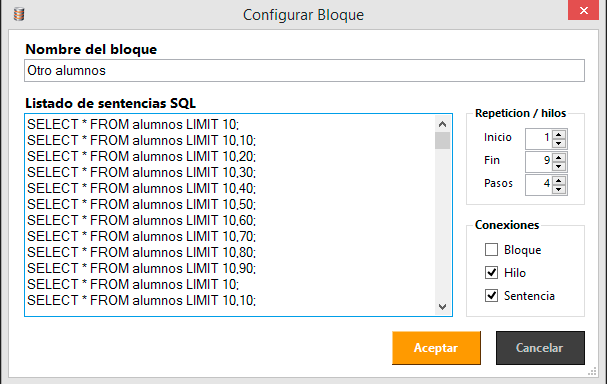 Configurar Bloque
Nombre del bloque
Otro alumnos
Listado de sentencias SQL
SELECT * FROM alumnos LIMIT 10;
SELECT * FROM alumnos LIMIT 10,10;
SELECT * FROM alumnos LIMIT 10,20;
SELECT * FROM alumnos LIMIT 10,30;
SELECT * FROM alumnos LIMIT 10,40;
SELECT * FROM alumnos LIMIT 10,50;
SELECT * FROM alumnos LIMIT 10,60;
SELECT * FROM alumnos LIMIT 10,70;
SELECT * FROM alumnos LIMIT 10,80;
SELECT * FROM alumnos LIMIT 10,90;
SELECT * FROM alumnos LIMIT 10;
SELECT * FROM alumnos LIMIT 10,10;
Repeticion / hilos
Inicio 1
Fin 9
Pasos 4
Conexiones
Bloque
Hilo
Sentencia
Aceptar
Cancelar